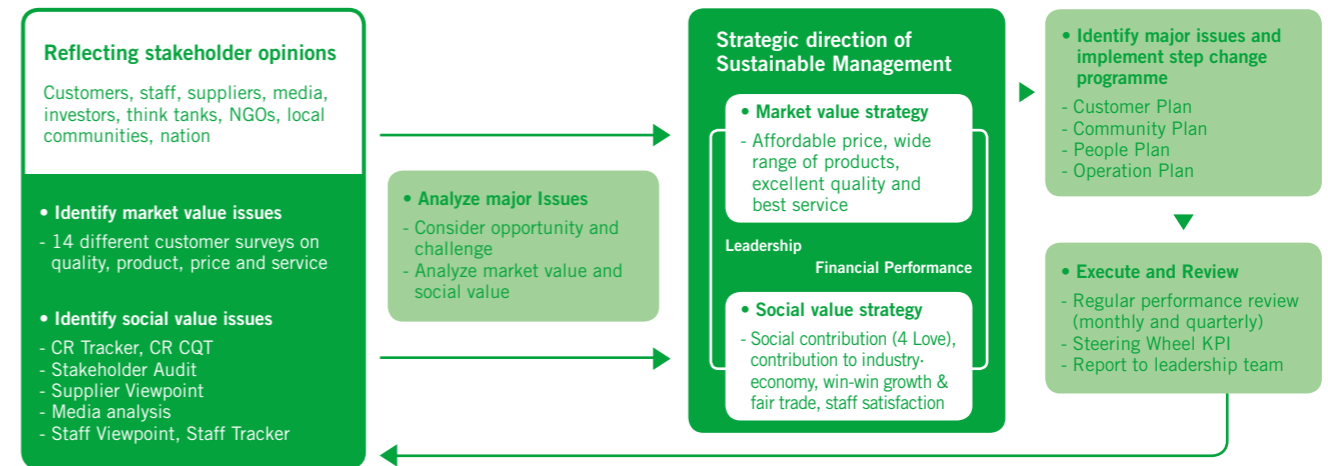 Reflecting stakeholder opinions
Customers, staff, suppliers, media,
investors, think tanks, NGOs, local
communities, nation
• Identify market value issues
- 14 different customer surveys on
quality, product, price and service
• Identify social value issues
- CR Tracker, CR CQT
- Stakeholder Audit
- Supplier Viewpoint
- Media analysis
- Staff Viewpoint, Staff Tracker
• Analyze major Issues
- Consider opportunity and
challenge
- Analyze market value and
social value
Strategic direction of
Sustainable Management
• Market value strategy
- Affordable price, wide
range of products,
excellent quality and
best service
Leadership
Financial Performance
• Social value strategy
- Social contribution (4 Love),
contribution to industry-
economy, win-win growth &
fair trade, staff satisfaction
• Identify major issues and
implement step change
programme
- Customer Plan
- Community Plan
- People Plan
- Operation Plan
• Execute and Review
- Regular performance review
(monthly and quarterly)
- Steering Wheel KPI
- Report to leadership team